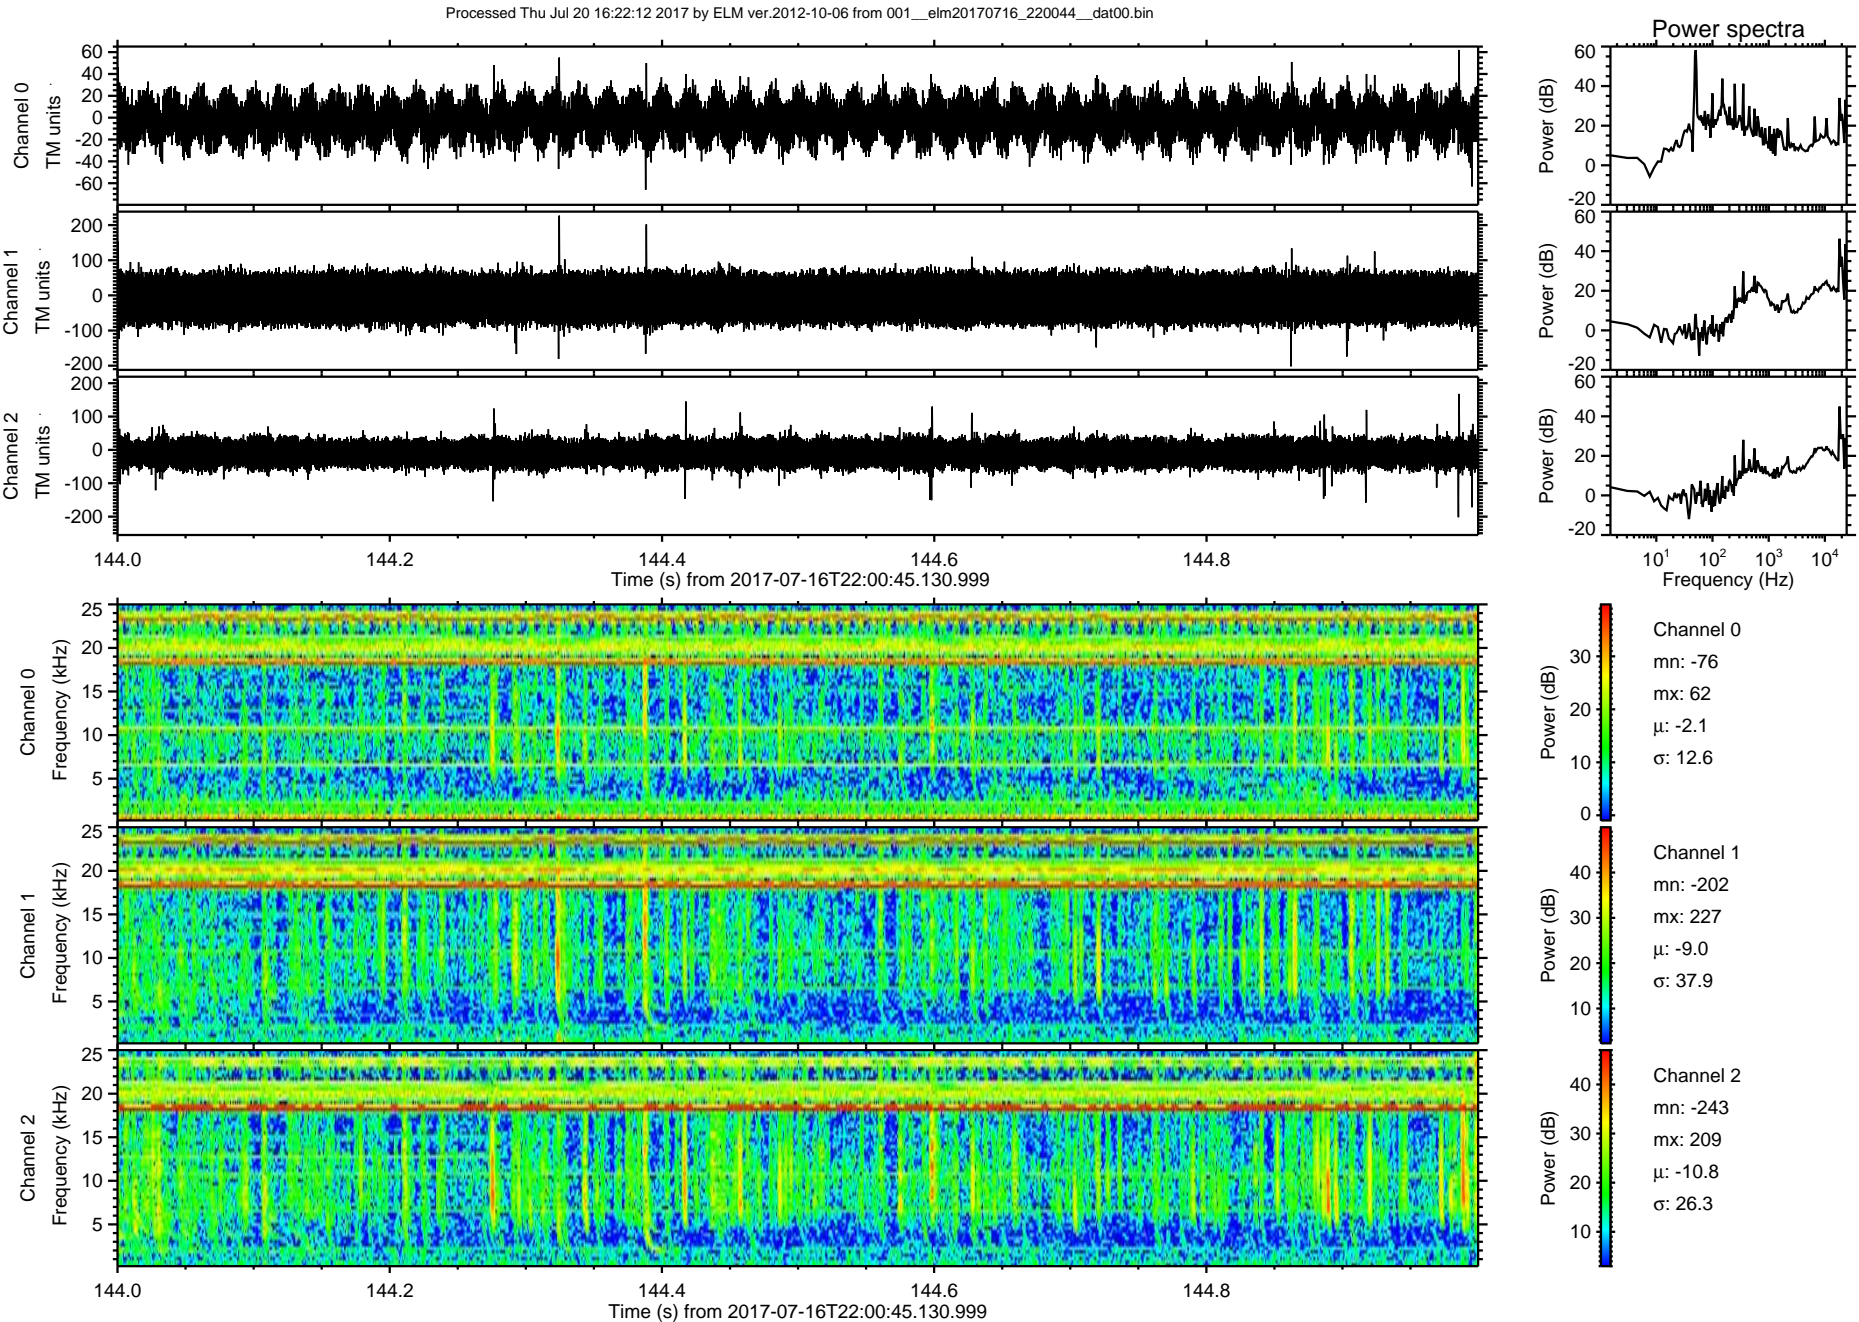 Processed Thu Jul 20 16:22:12 2017 by ELM ver.2012-10-06 from 001__elm20170716_220044__dat00.bin
Power spectra
Channel 0
TM units
60
40
20
0
-20
-40
-60
Power (dB)
60
40
20
0
-20
Channel 1
TM units
200
100
0
-100
-200
Power (dB)
60
40
20
0
-20
Channel 2
TM units
200
100
0
-100
-200
Power (dB)
60
40
20
0
-20
144.0 144.2 144.4 144.6 144.8
Time (s) from 2017-07-16T22:00:45.130.999
10^1 10^2 10^3 10^4
Frequency (Hz)
Channel 0
Frequency (kHz)
25
20
15
10
5
Power (dB)
30
20
10
0
Channel 0
mn: -76
mx: 62
μ: -2.1
σ: 12.6
Channel 1
Frequency (kHz)
25
20
15
10
5
Power (dB)
40
30
20
10
Channel 1
mn: -202
mx: 227
μ: -9.0
σ: 37.9
Channel 2
Frequency (kHz)
25
20
15
10
5
Power (dB)
40
30
20
10
Channel 2
mn: -243
mx: 209
μ: -10.8
σ: 26.3
144.0 144.2 144.4 144.6 144.8
Time (s) from 2017-07-16T22:00:45.130.999